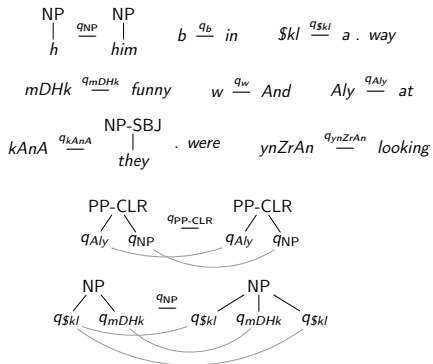 NP NP
q_NP
h — him b q_b — in $kl q_$kl — a . way
mDHk q_mDHk — funny w q_w — And Aly q_Aly — at
NP-SBJ
kAnA q_kAnA — they . were ynZrAn q_ynZrAn — looking
PP-CLR q_PP-CLR — PP-CLR
q_Aly q_NP q_Aly q_NP
NP q_NP — NP
q_$kl q_mDHk q_$kl q_mDHk q_$kl